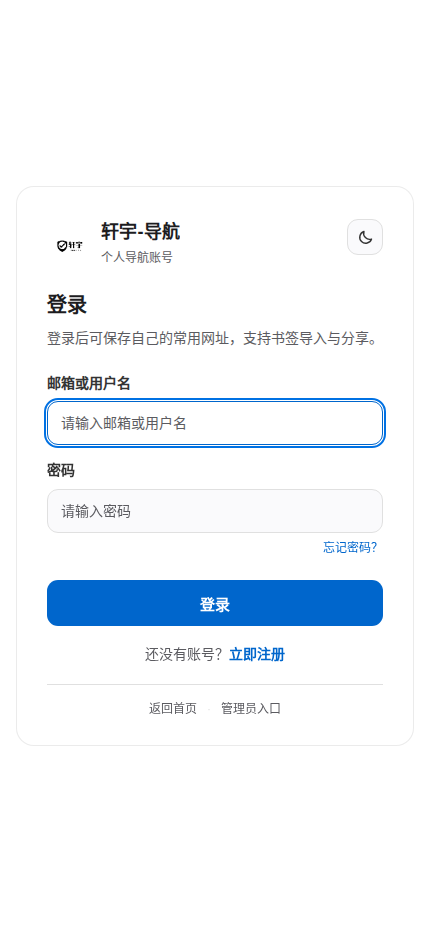 轩宇
轩宇-导航
个人导航账号
登录
登录后可保存自己的常用网址，支持书签导入与分享。
邮箱或用户名
请输入邮箱或用户名
密码
请输入密码
忘记密码？
登录
还没有账号？立即注册
返回首页 · 管理员入口